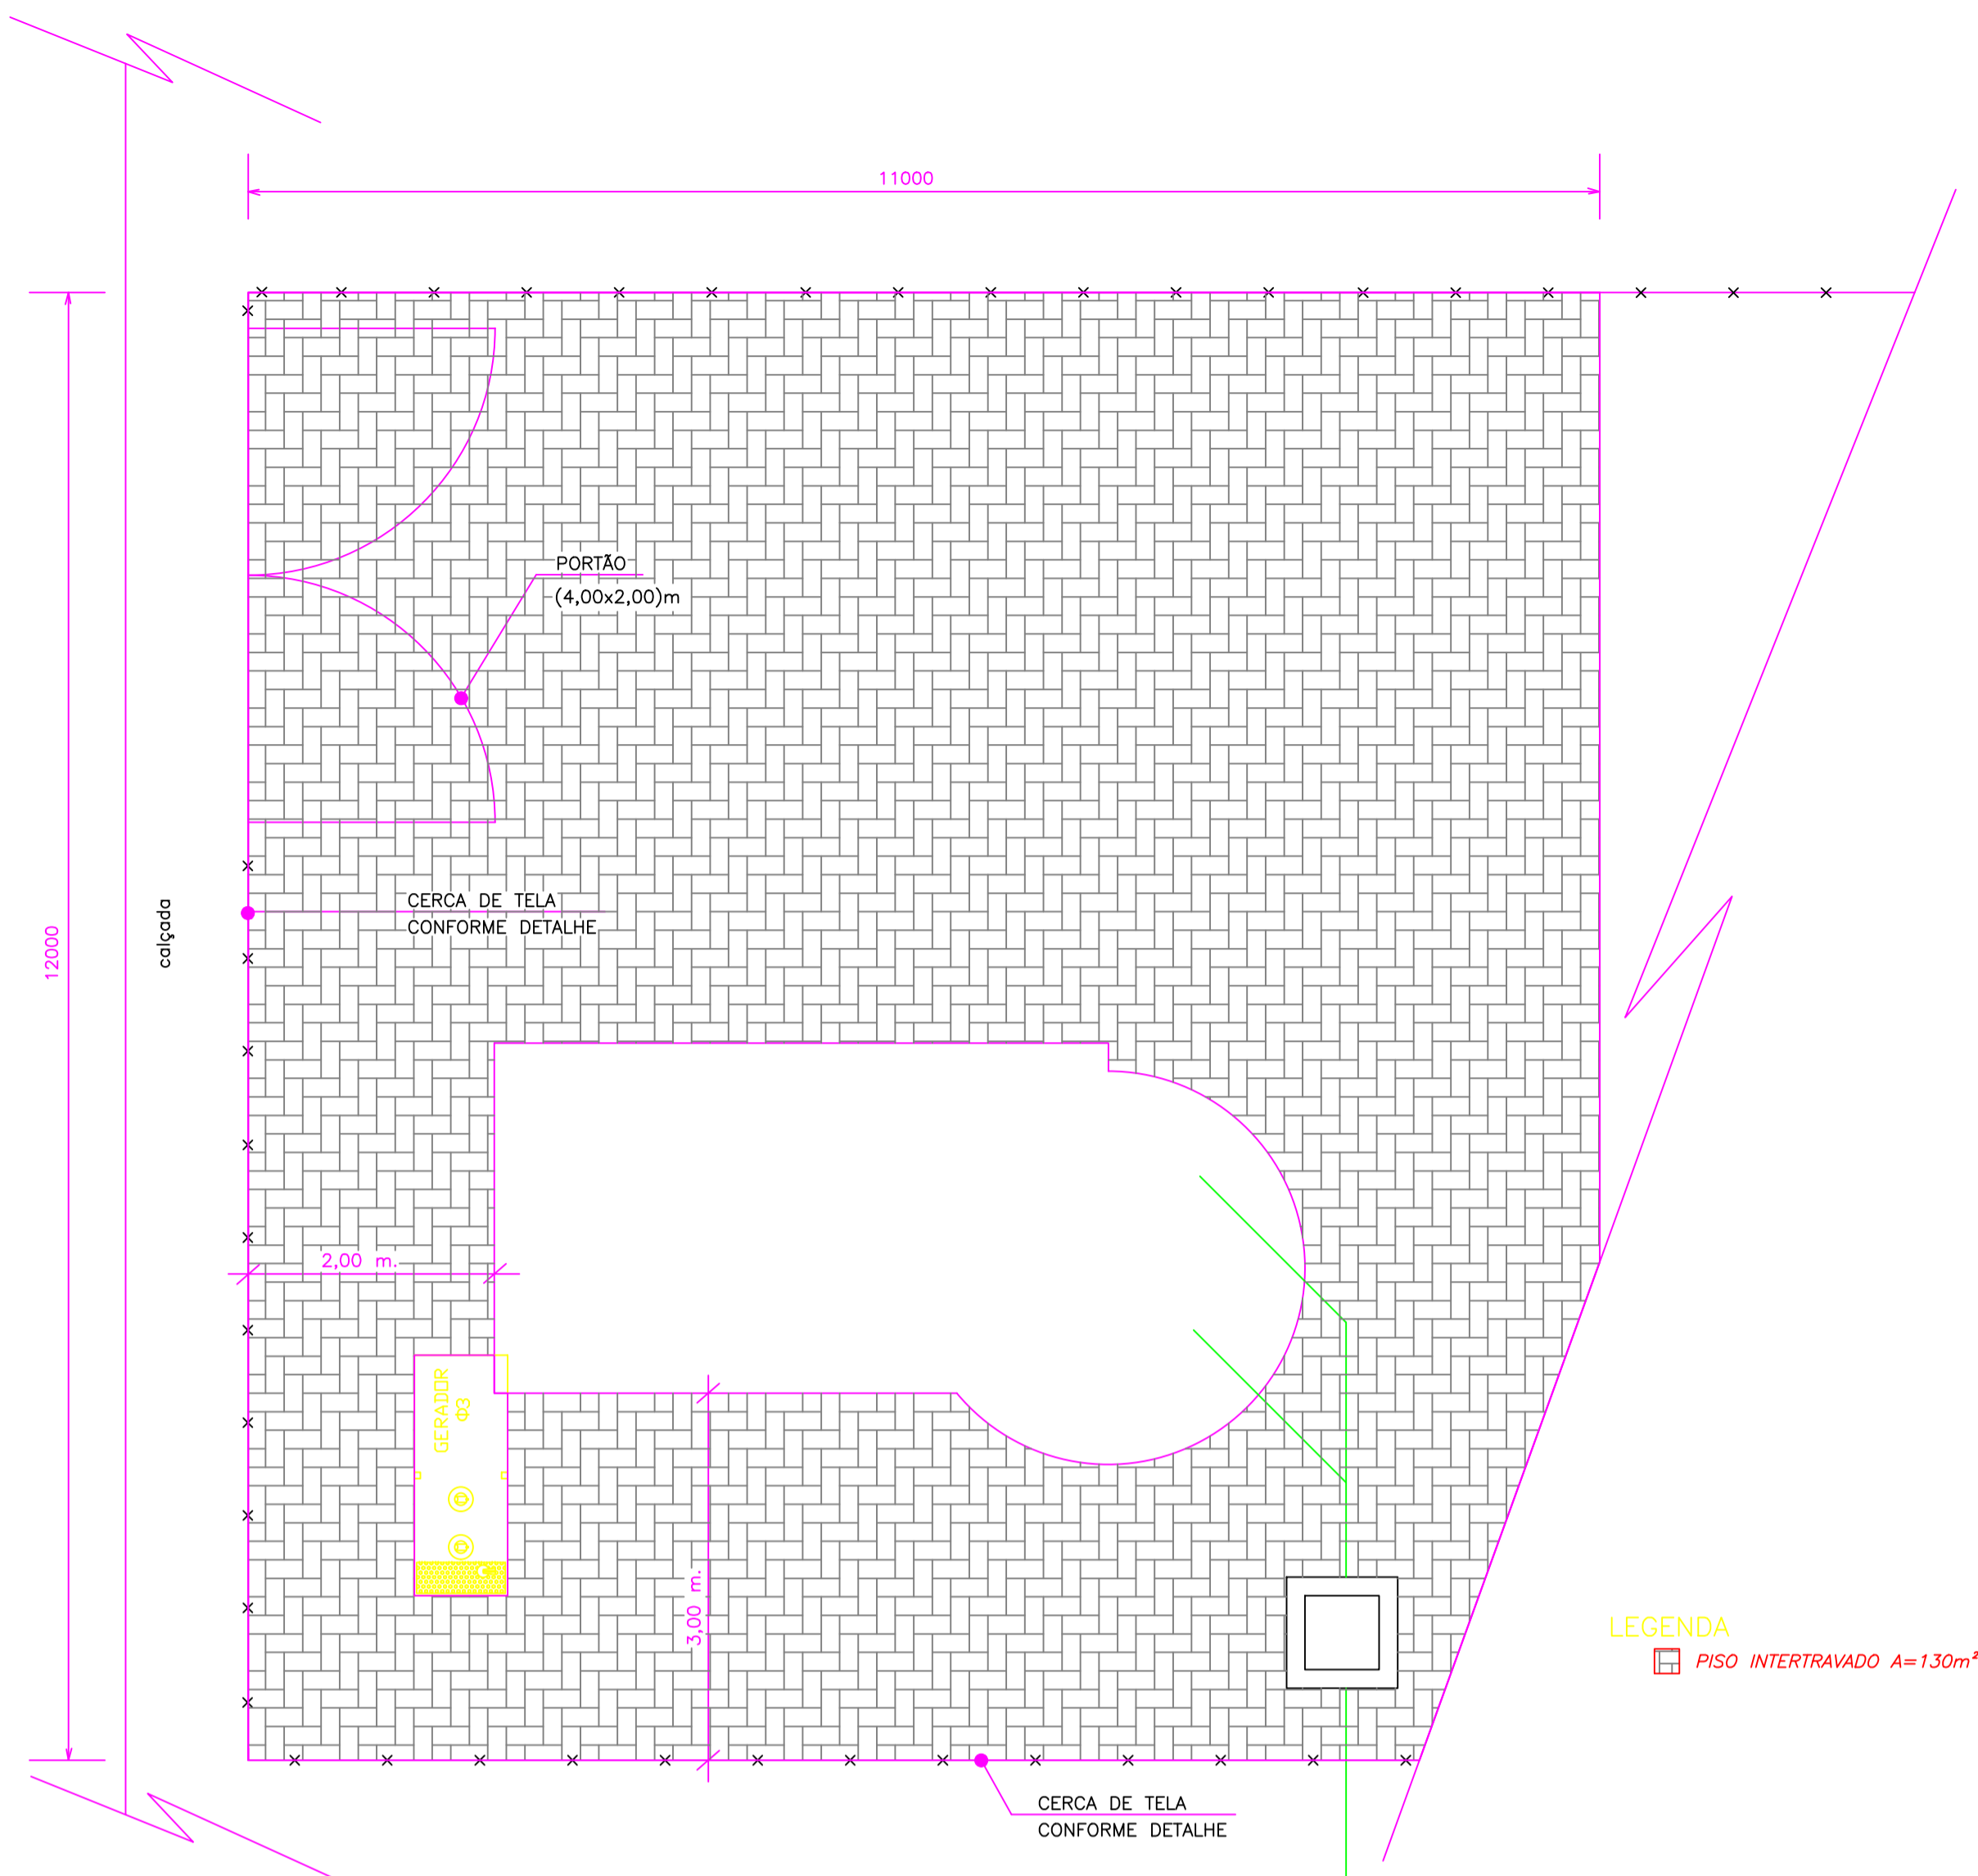 11000
PORTÃO
(4,00x2,00)m
CERCA DE TELA
CONFORME DETALHE
calçada
12000
2,00 m.
GERADOR
Φ3
3,00 m.
LEGENDA
PISO INTERTRAVADO A=130m²
CERCA DE TELA
CONFORME DETALHE